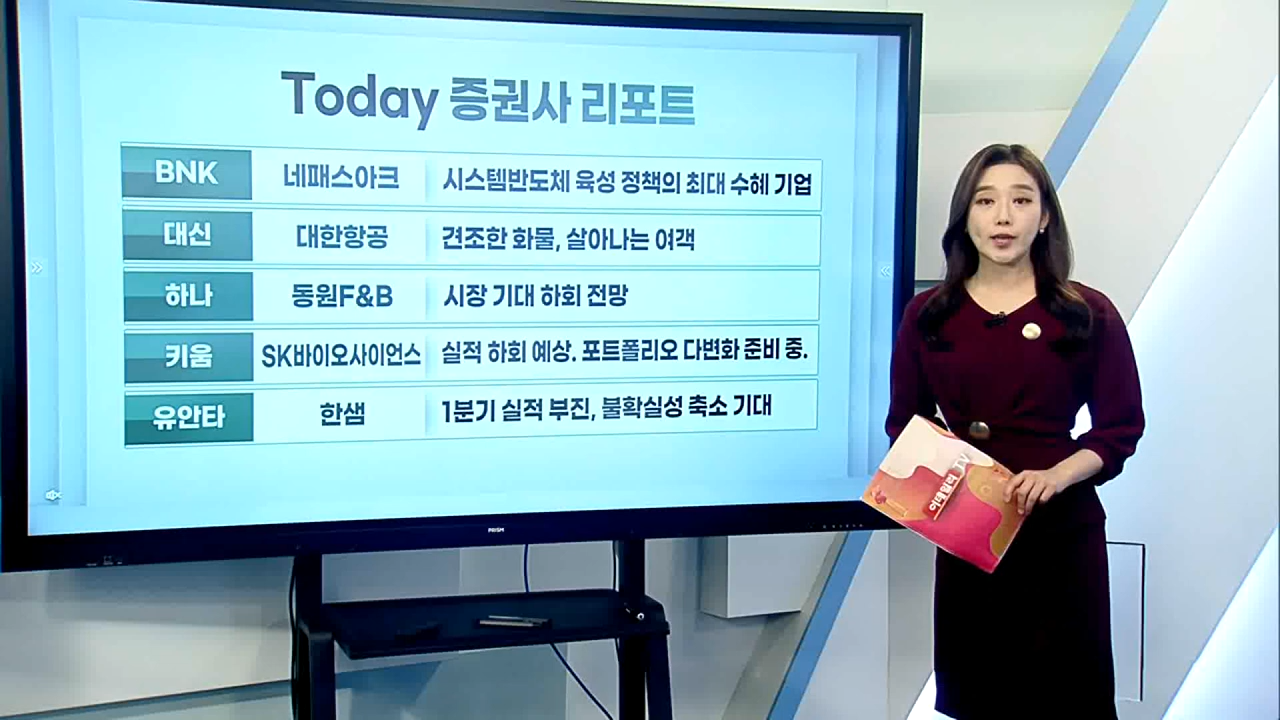 Today 증권사 리포트
BNK 네패스아크 시스템반도체 육성 정책의 최대 수혜 기업
대신 대한항공 견조한 화물, 살아나는 여객
하나 동원F&B 시장 기대 하회 전망
키움 SK바이오사이언스 실적 하회 예상. 포트폴리오 다변화 준비 중.
유안타 한샘 1분기 실적 부진, 불확실성 축소 기대
PRISM
이데일리 TV